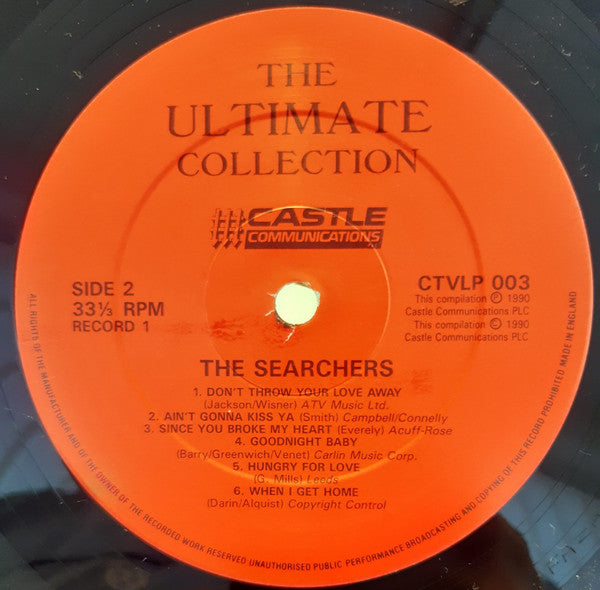 THE
ULTIMATE
COLLECTION
CASTLE
COMMUNICATIONS
SIDE 2
33⅓ RPM
RECORD 1
CTVLP 003
This compilation Ⓟ 1990
Castle Communications PLC
This compilation © 1990
Castle Communications PLC
THE SEARCHERS
1. DON'T THROW YOUR LOVE AWAY
(Jackson/Wisner) ATV Music Ltd.
2. AIN'T GONNA KISS YA (Smith) Campbell/Connelly
3. SINCE YOU BROKE MY HEART (Everely) Acuff-Rose
4. GOODNIGHT BABY
(Barry/Greenwich/Venet) Carlin Music Corp.
5. HUNGRY FOR LOVE
(G. Mills) Leeds
6. WHEN I GET HOME
(Darin/Alquist) Copyright Control
ALL RIGHTS OF THE MANUFACTURER AND OF THE OWNER OF THE RECORDED WORK RESERVED UNAUTHORISED PUBLIC PERFORMANCE BROADCASTING AND COPYING OF THIS RECORD PROHIBITED MADE IN ENGLAND